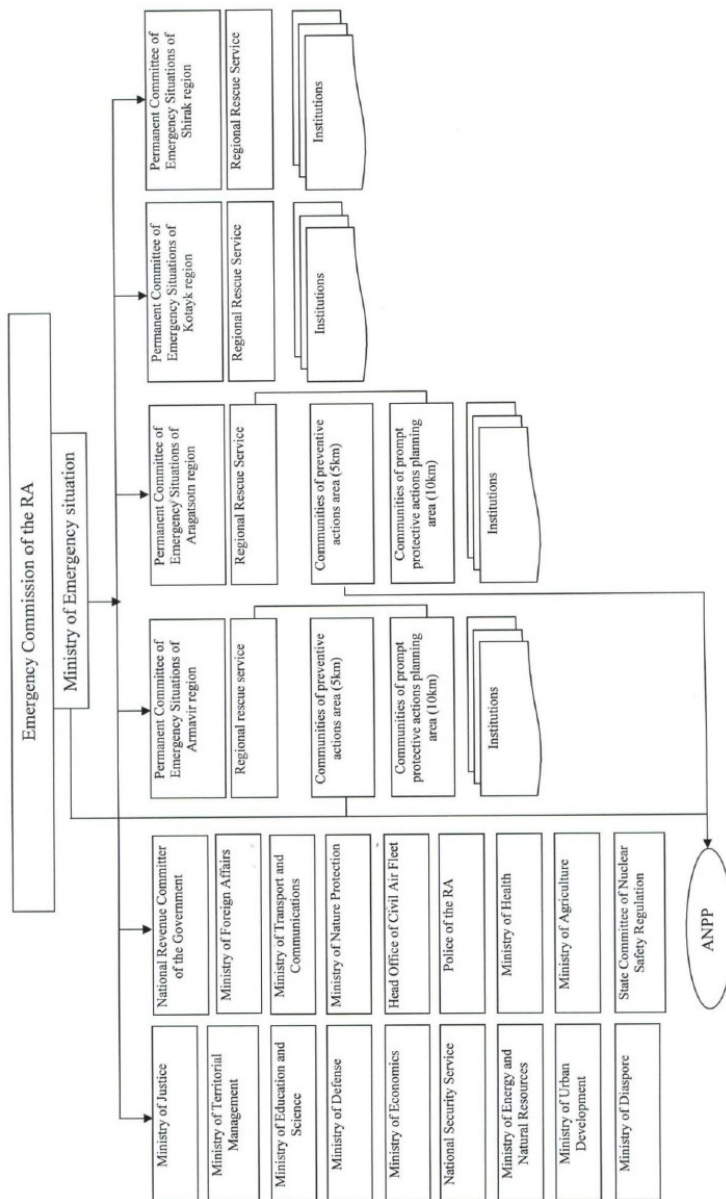 Emergency Commission of the RA
Ministry of Emergency situation
Ministry of Justice
Ministry of Territorial
Management
Ministry of Education and
Science
Ministry of Defense
Ministry of Economics
National Security Service
Ministry of Energy and
Natural Resources
Ministry of Urban
Development
Ministry of Diaspore
National Revenue Committer
of the Government
Ministry of Foreign Affairs
Ministry of Transport and
Communications
Ministry of Nature Protection
Head Office of Civil Air Fleet
Police of the RA
Ministry of Health
Ministry of Agriculture
State Committee of Nuclear
Safety Regulation
Permanent Committee of
Emergency Situations of
Armavir region
Regional rescue service
Communities of preventive
actions area (5km)
Communities of prompt
protective actions planning
area (10km)
Institutions
Permanent Committee of
Emergency Situations of
Aragatsotn region
Regional Rescue Service
Communities of preventive
actions area (5km)
Communities of prompt
protective actions planning
area (10km)
Institutions
Permanent Committee of
Emergency Situations of
Kotayk region
Regional Rescue Service
Institutions
Permanent Committee of
Emergency Situations of
Shirak region
Regional Rescue Service
Institutions
ANPP